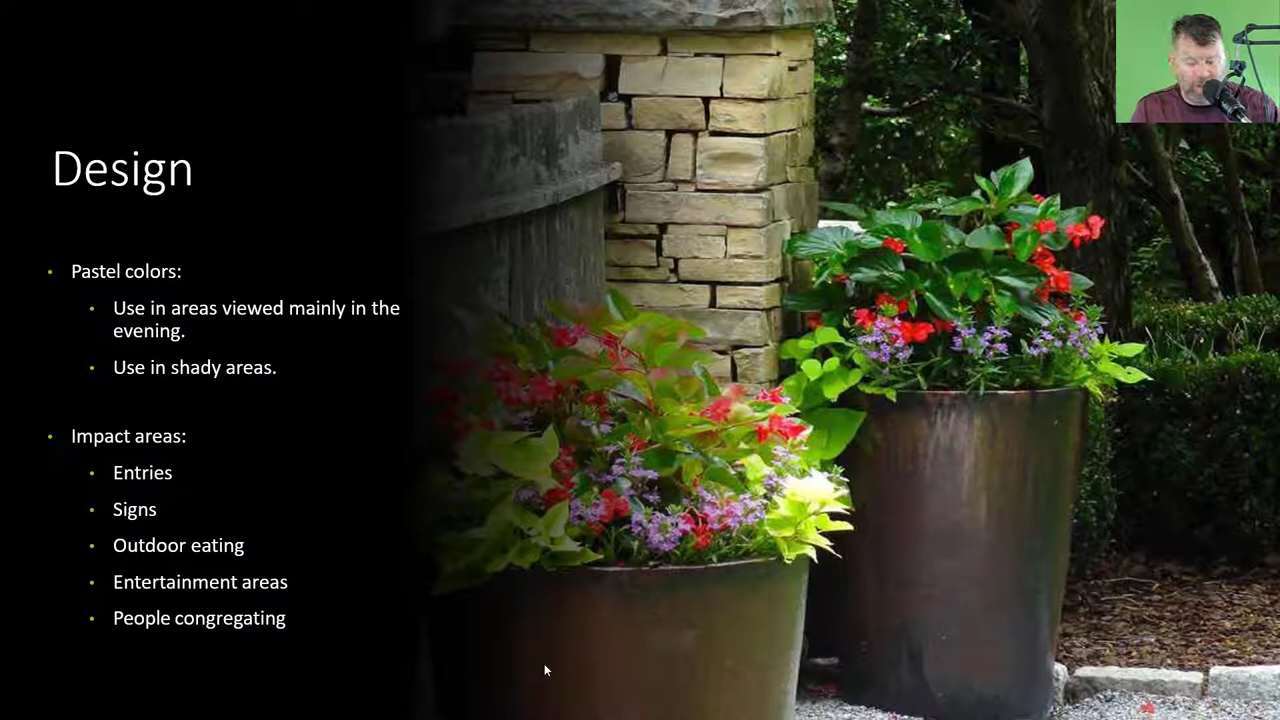 Design
Pastel colors:
Use in areas viewed mainly in the
evening.
Use in shady areas.
Impact areas:
Entries
Signs
Outdoor eating
Entertainment areas
People congregating